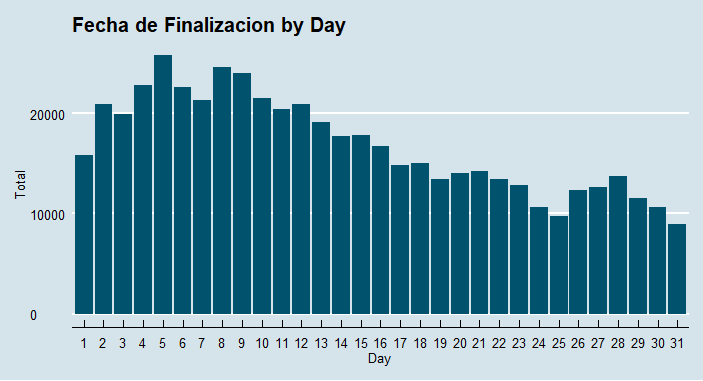 Fecha de Finalizacion by Day
Total
20000
10000
0
1 2 3 4 5 6 7 8 9 10 11 12 13 14 15 16 17 18 19 20 21 22 23 24 25 26 27 28 29 30 31
Day